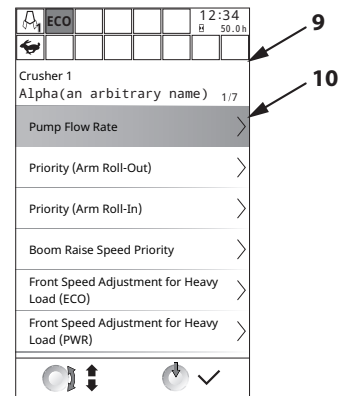 1
ECO
12:34
50.0h
9
Crusher 1
Alpha(an arbitrary name) 1/7
10
Pump Flow Rate
Priority (Arm Roll-Out)
Priority (Arm Roll-In)
Boom Raise Speed Priority
Front Speed Adjustment for Heavy
Load (ECO)
Front Speed Adjustment for Heavy
Load (PWR)